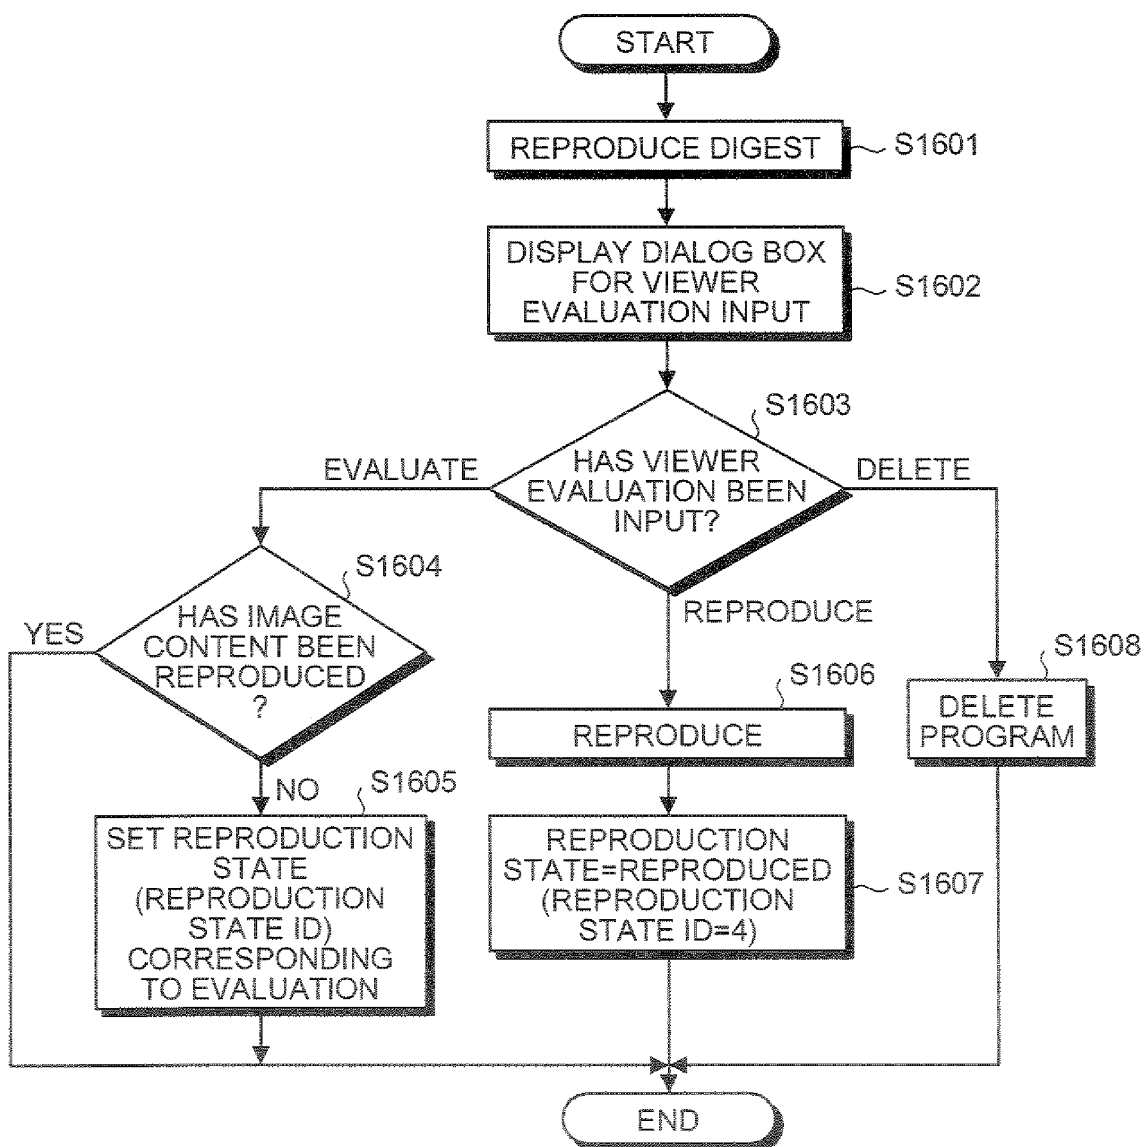 START
REPRODUCE DIGEST
S1601
DISPLAY DIALOG BOX
FOR VIEWER
EVALUATION INPUT
S1602
S1603
HAS VIEWER
EVALUATION BEEN
INPUT?
EVALUATE
DELETE
REPRODUCE
S1604
HAS IMAGE
CONTENT BEEN
REPRODUCED
?
YES
NO
S1605
SET REPRODUCTION
STATE
(REPRODUCTION
STATE ID)
CORRESPONDING
TO EVALUATION
S1606
REPRODUCE
REPRODUCTION
STATE=REPRODUCED
(REPRODUCTION
STATE ID=4)
S1607
S1608
DELETE
PROGRAM
END